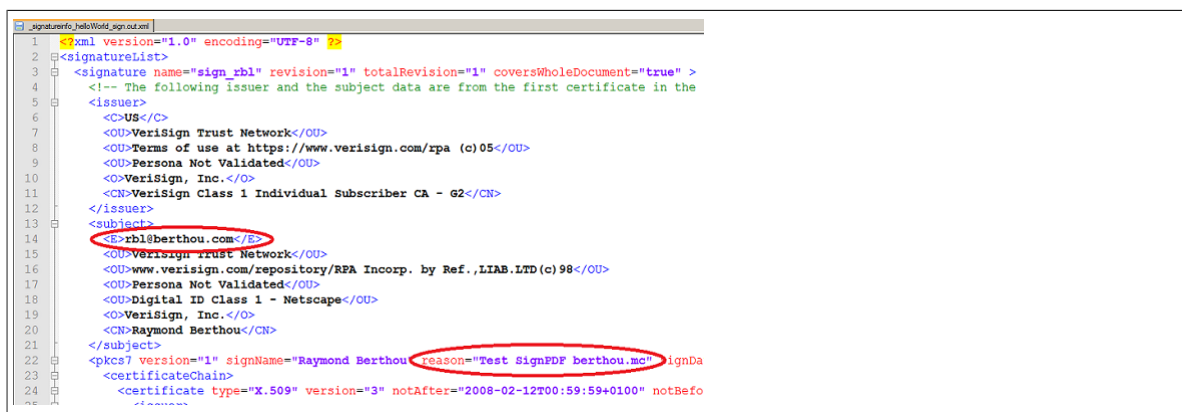 _signatureinfo_helloWorld_sign.out.xml
1 <?xml version="1.0" encoding="UTF-8" ?>
2 <signatureList>
3 <signature name="sign_rbl" revision="1" totalRevision="1" coversWholeDocument="true" >
4 <!-- The following issuer and the subject data are from the first certificate in the
5 <issuer>
6 <C>US</C>
7 <OU>VeriSign Trust Network</OU>
8 <OU>Terms of use at https://www.verisign.com/rpa (c)05</OU>
9 <OU>Persona Not Validated</OU>
10 <O>VeriSign, Inc.</O>
11 <CN>VeriSign Class 1 Individual Subscriber CA - G2</CN>
12 </issuer>
13 <subject>
14 <E>rbl@berthou.com</E>
15 <OU>VeriSign Trust Network</OU>
16 <OU>www.verisign.com/repository/RPA Incorp. by Ref.,LIAB.LTD(c)98</OU>
17 <OU>Persona Not Validated</OU>
18 <OU>Digital ID Class 1 - Netscape</OU>
19 <O>VeriSign, Inc.</O>
20 <CN>Raymond Berthou</CN>
21 </subject>
22 <pkcs7 version="1" signName="Raymond Berthou" reason="Test SignPDF berthou.mc" signDa
23 <certificateChain>
24 <certificate type="X.509" version="3" notAfter="2008-02-12T00:59:59+0100" notBefo
25 <issuer>